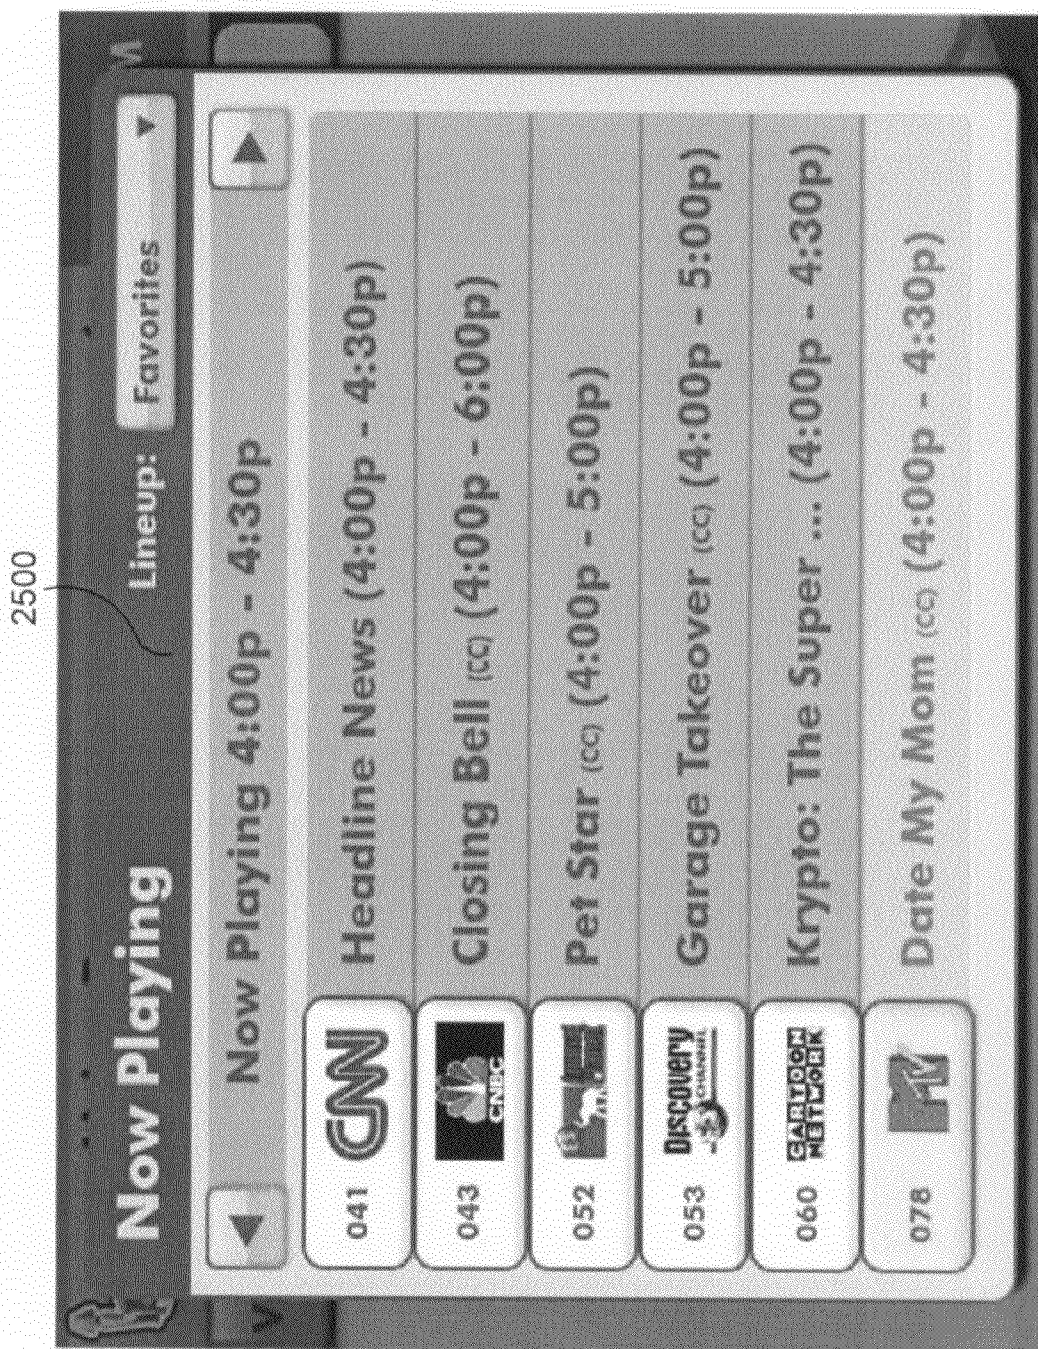 2500
Now Playing Lineup: Favorites
Now Playing 4:00p - 4:30p
041 CNN Headline News (4:00p - 4:30p)
043 CNBC Closing Bell (CC) (4:00p - 6:00p)
052 Pet Star (CC) (4:00p - 5:00p)
053 Discovery CHANNEL Garage Takeover (CC) (4:00p - 5:00p)
060 CARTOON NETWORK Krypto: The Super ... (4:00p - 4:30p)
078 MTV Date My Mom (CC) (4:00p - 4:30p)